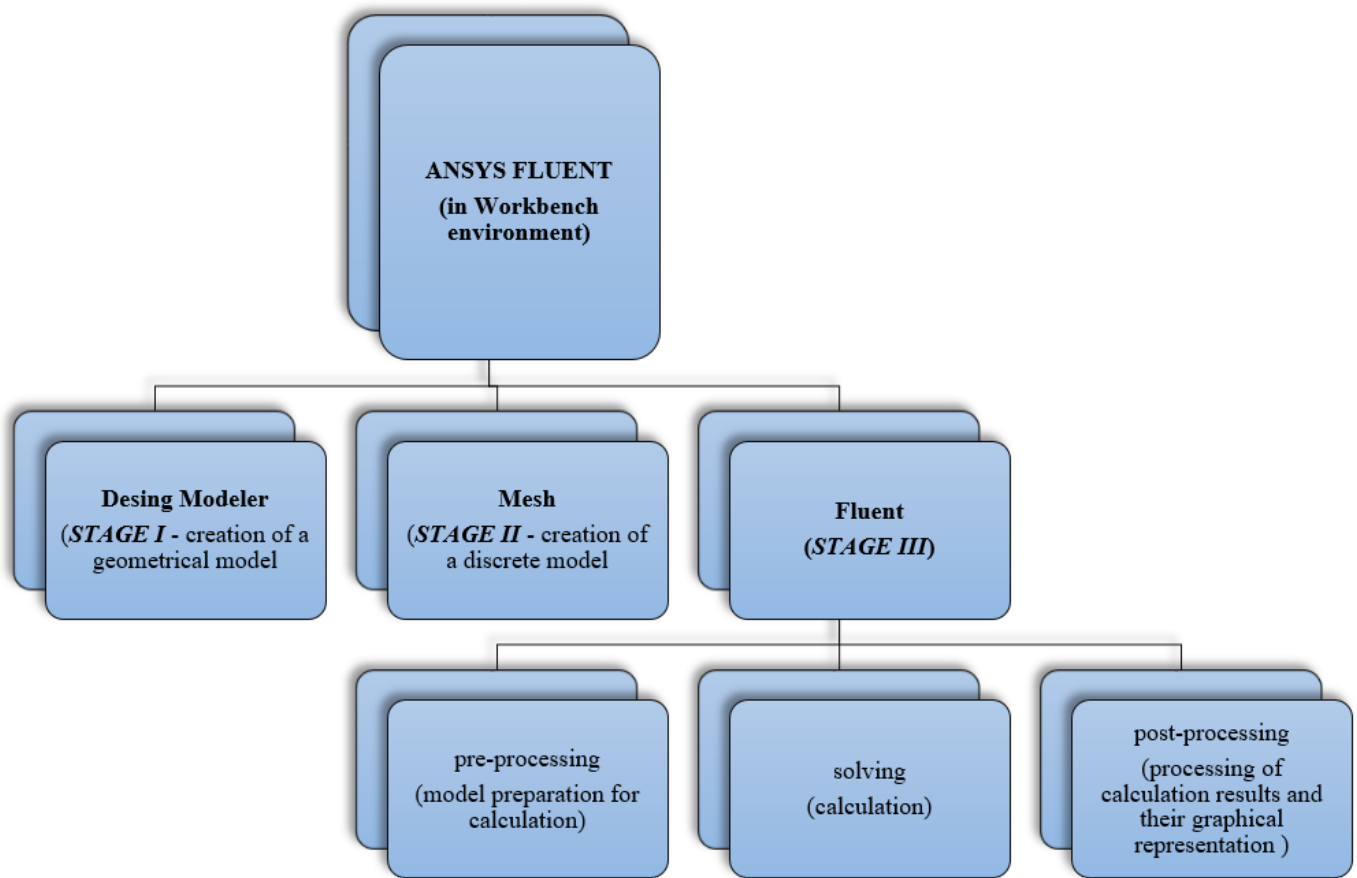 ANSYS FLUENT
(in Workbench
environment)
Desing Modeler
(STAGE I - creation of a
geometrical model
Mesh
(STAGE II - creation of
a discrete model
Fluent
(STAGE III)
pre-processing
(model preparation for
calculation)
solving
(calculation)
post-processing
(processing of
calculation results and
their graphical
representation )